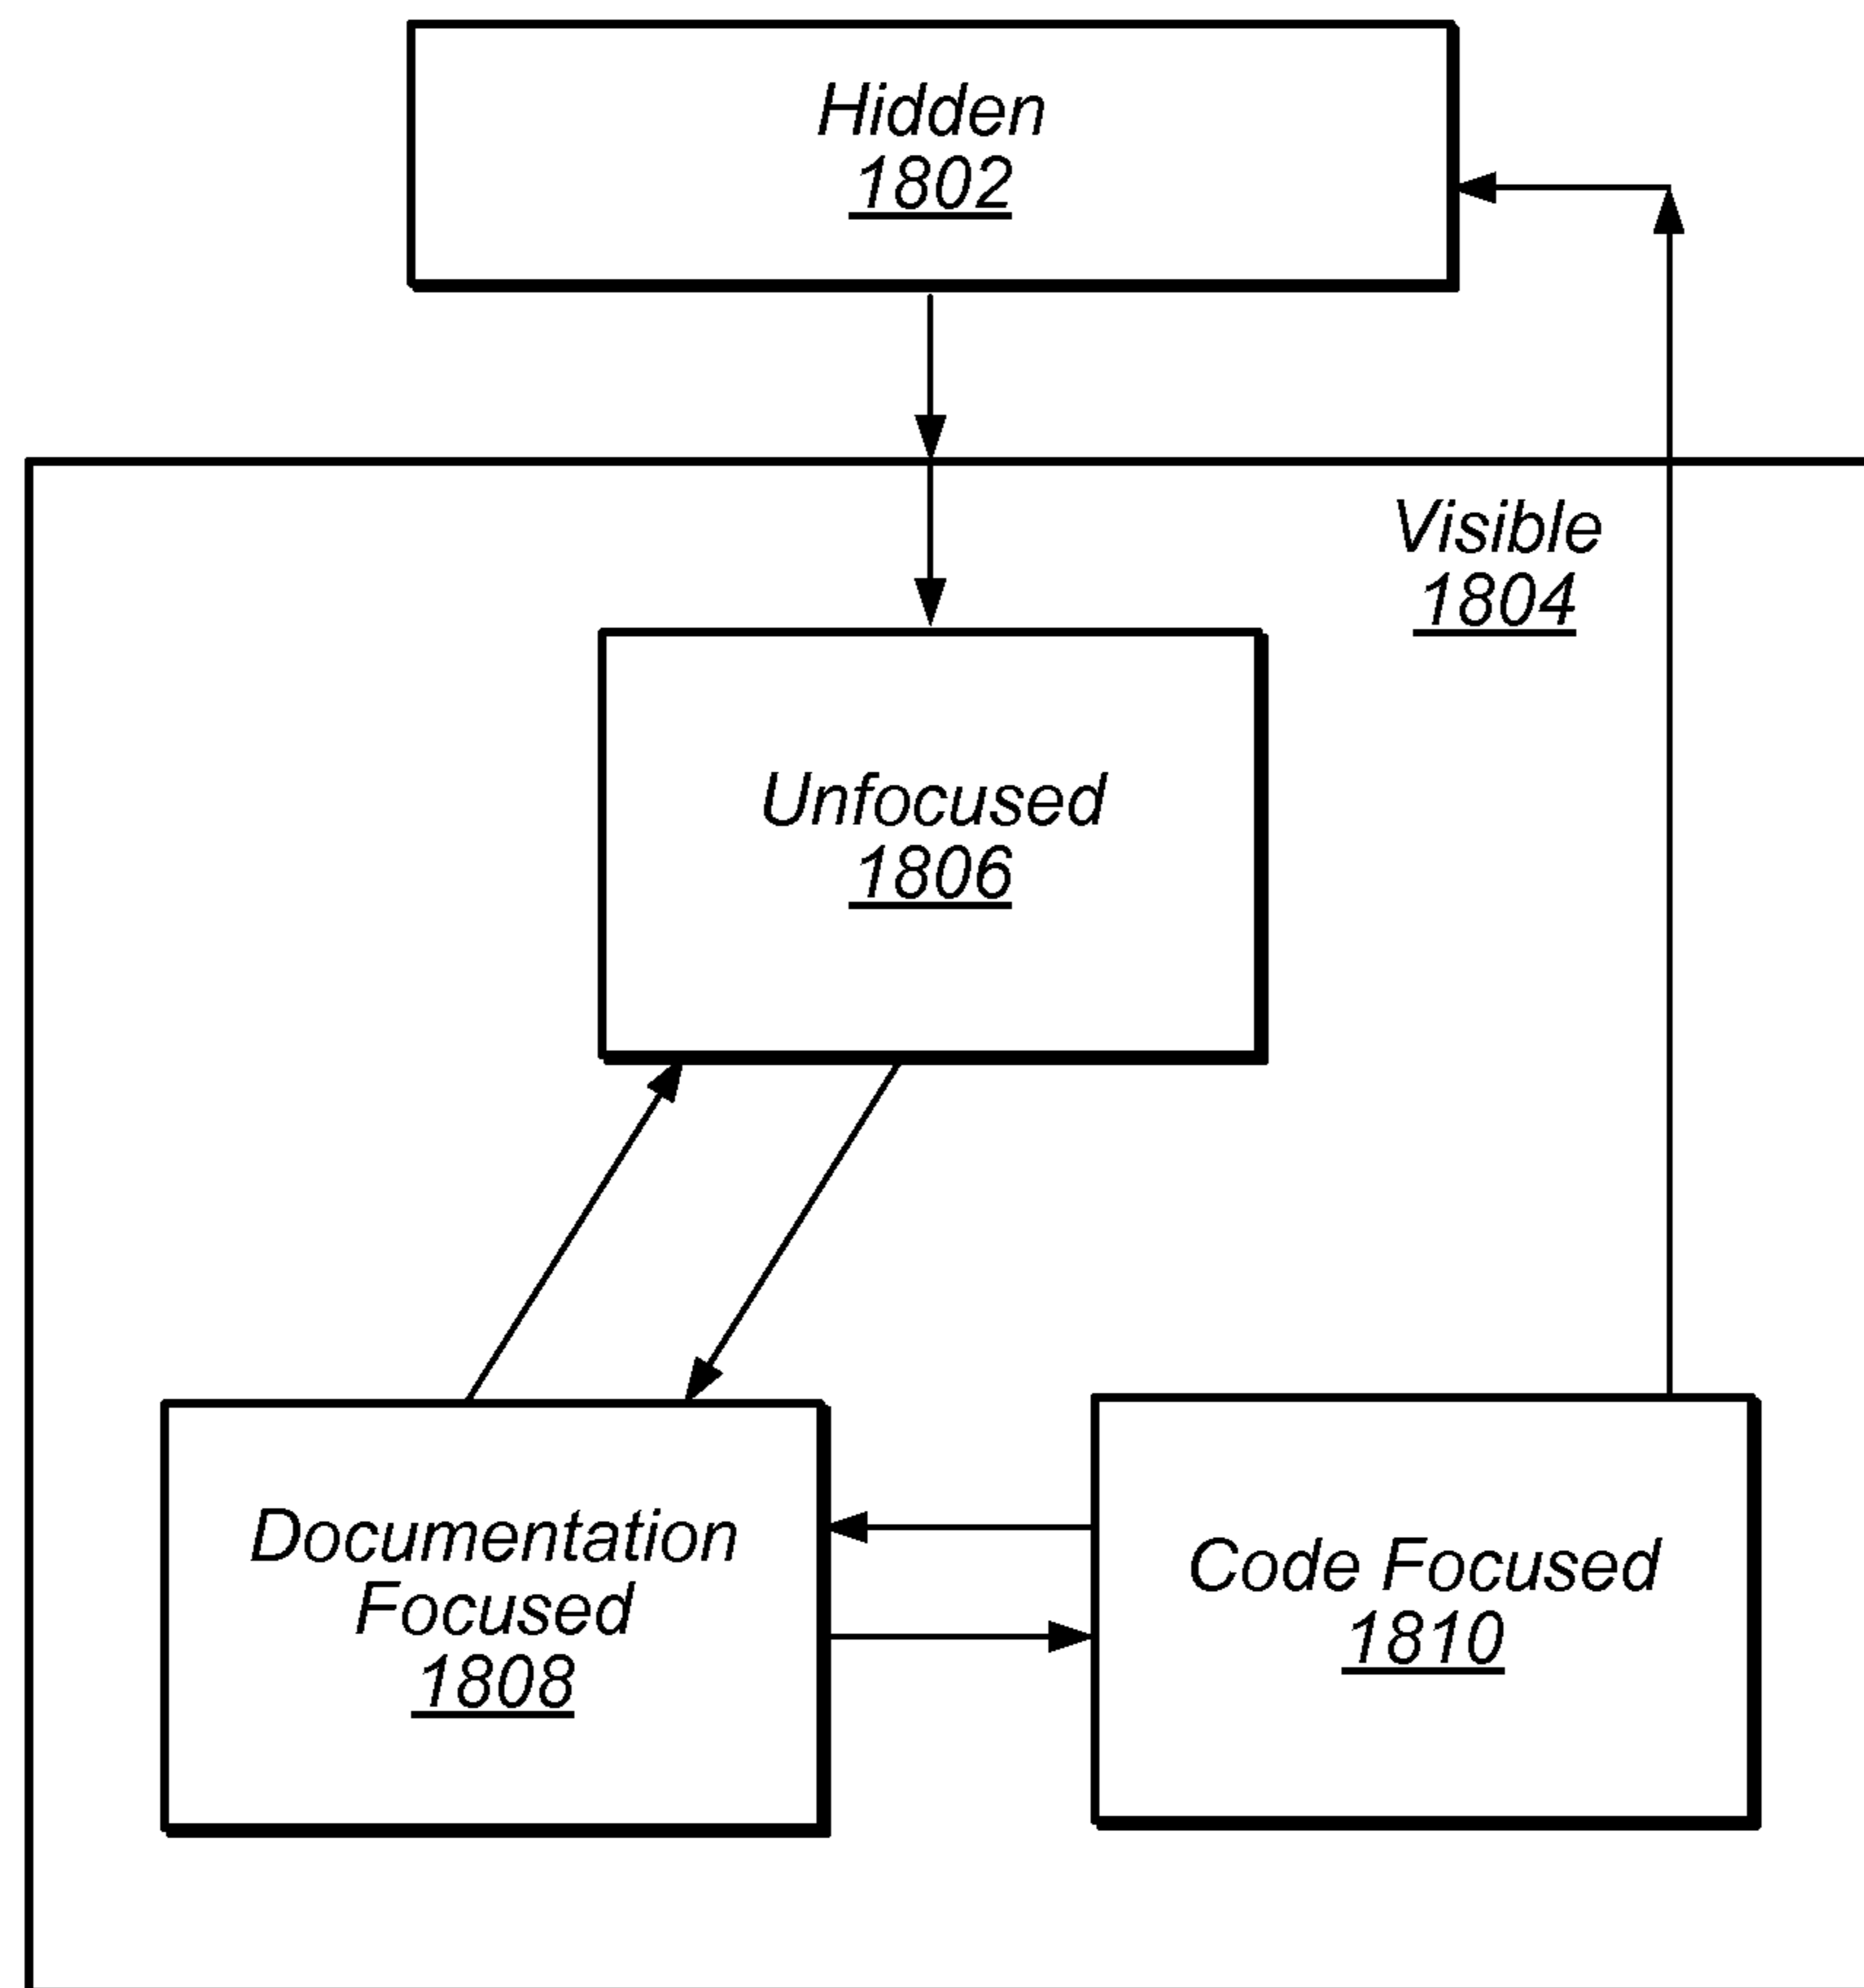 Hidden
1802
Visible
1804
Unfocused
1806
Documentation
Focused
1808
Code Focused
1810